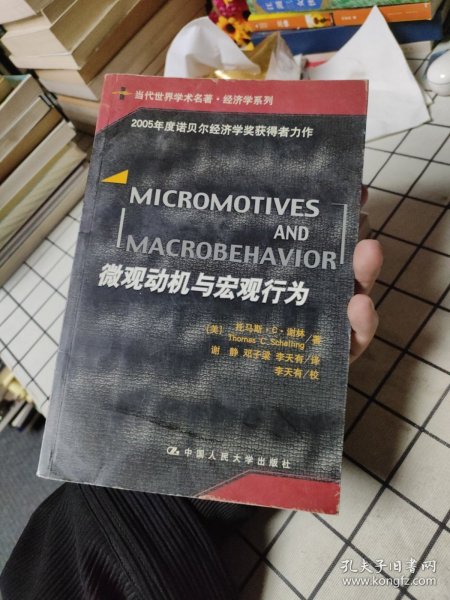 当代世界学术名著·经济学系列
2005年度诺贝尔经济学奖获得者力作
MICROMOTIVES
AND
MACROBEHAVIOR
微观动机与宏观行为
[美] 托马斯·C·谢林 著
Thomas C.Schelling
谢 静 邓子梁 李天有 译
李天有 校
中国人民大学出版社
孔夫子旧书网
www.kongfz.com